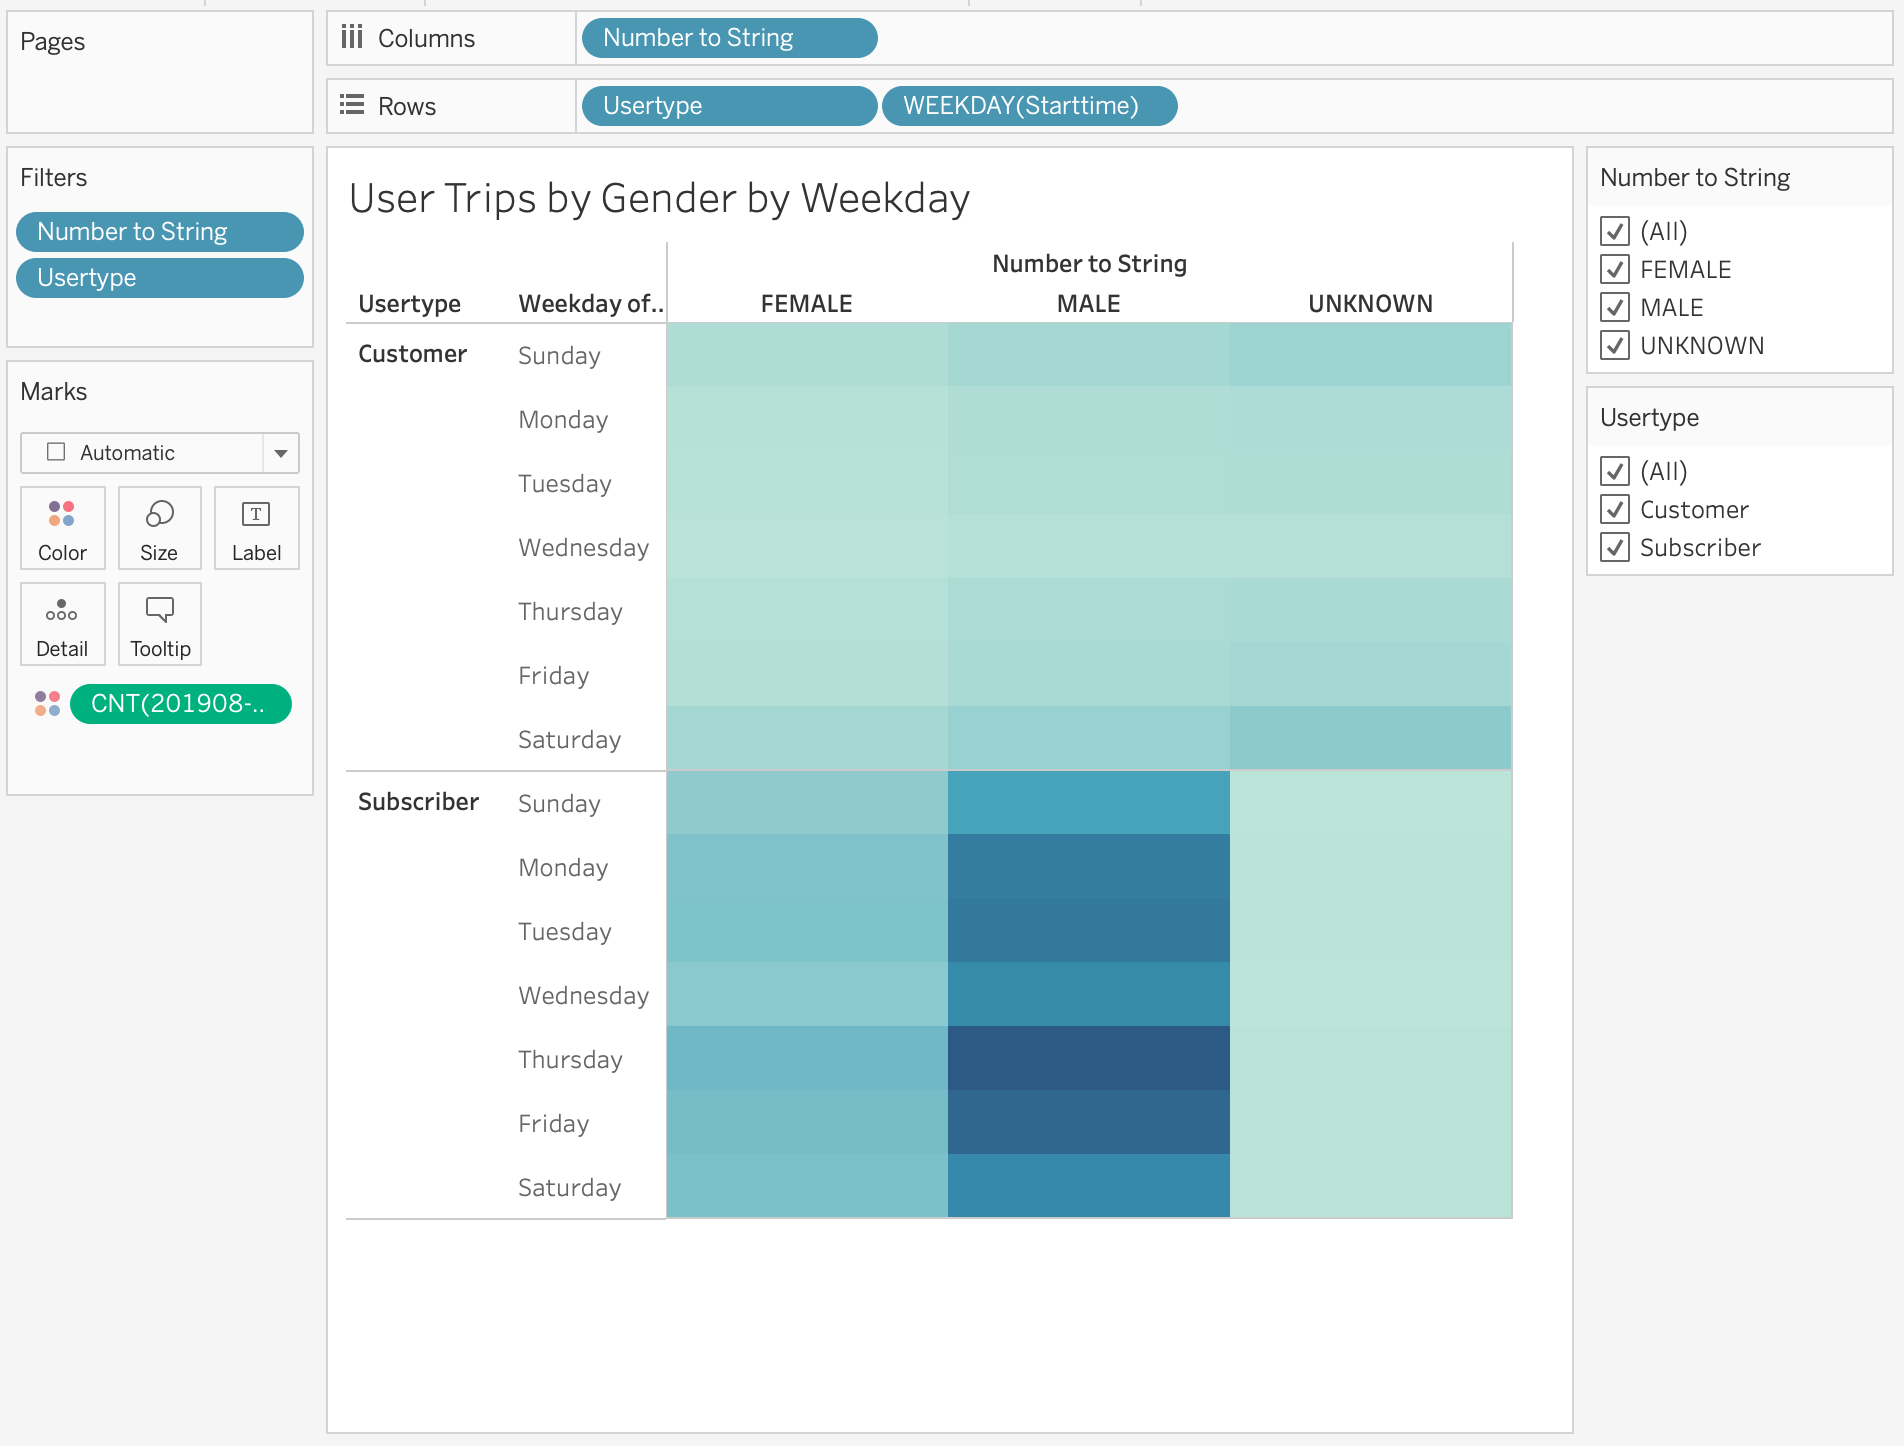 Pages
Columns
Number to String
Rows
Usertype
WEEKDAY(Starttime)
Filters
Number to String
Usertype
Marks
Automatic
Color
Size
T
Label
Detail
Tooltip
CNT(201908-..
User Trips by Gender by Weekday
Number to String
Usertype Weekday of.. FEMALE MALE UNKNOWN
Customer Sunday
Monday
Tuesday
Wednesday
Thursday
Friday
Saturday
Subscriber Sunday
Monday
Tuesday
Wednesday
Thursday
Friday
Saturday
Number to String
(All)
FEMALE
MALE
UNKNOWN
Usertype
(All)
Customer
Subscriber